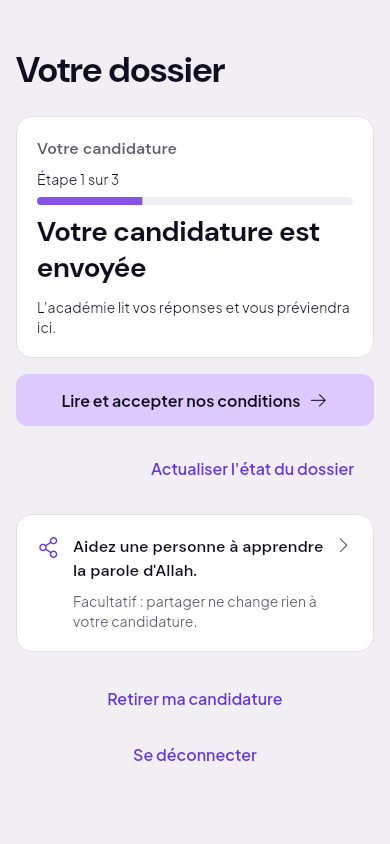 Votre dossier
Votre candidature
Étape 1 sur 3
Votre candidature est
envoyée
L'académie lit vos réponses et vous préviendra
ici.
Lire et accepter nos conditions
Actualiser l'état du dossier
Aidez une personne à apprendre
la parole d'Allah.
Facultatif : partager ne change rien à
votre candidature.
Retirer ma candidature
Se déconnecter